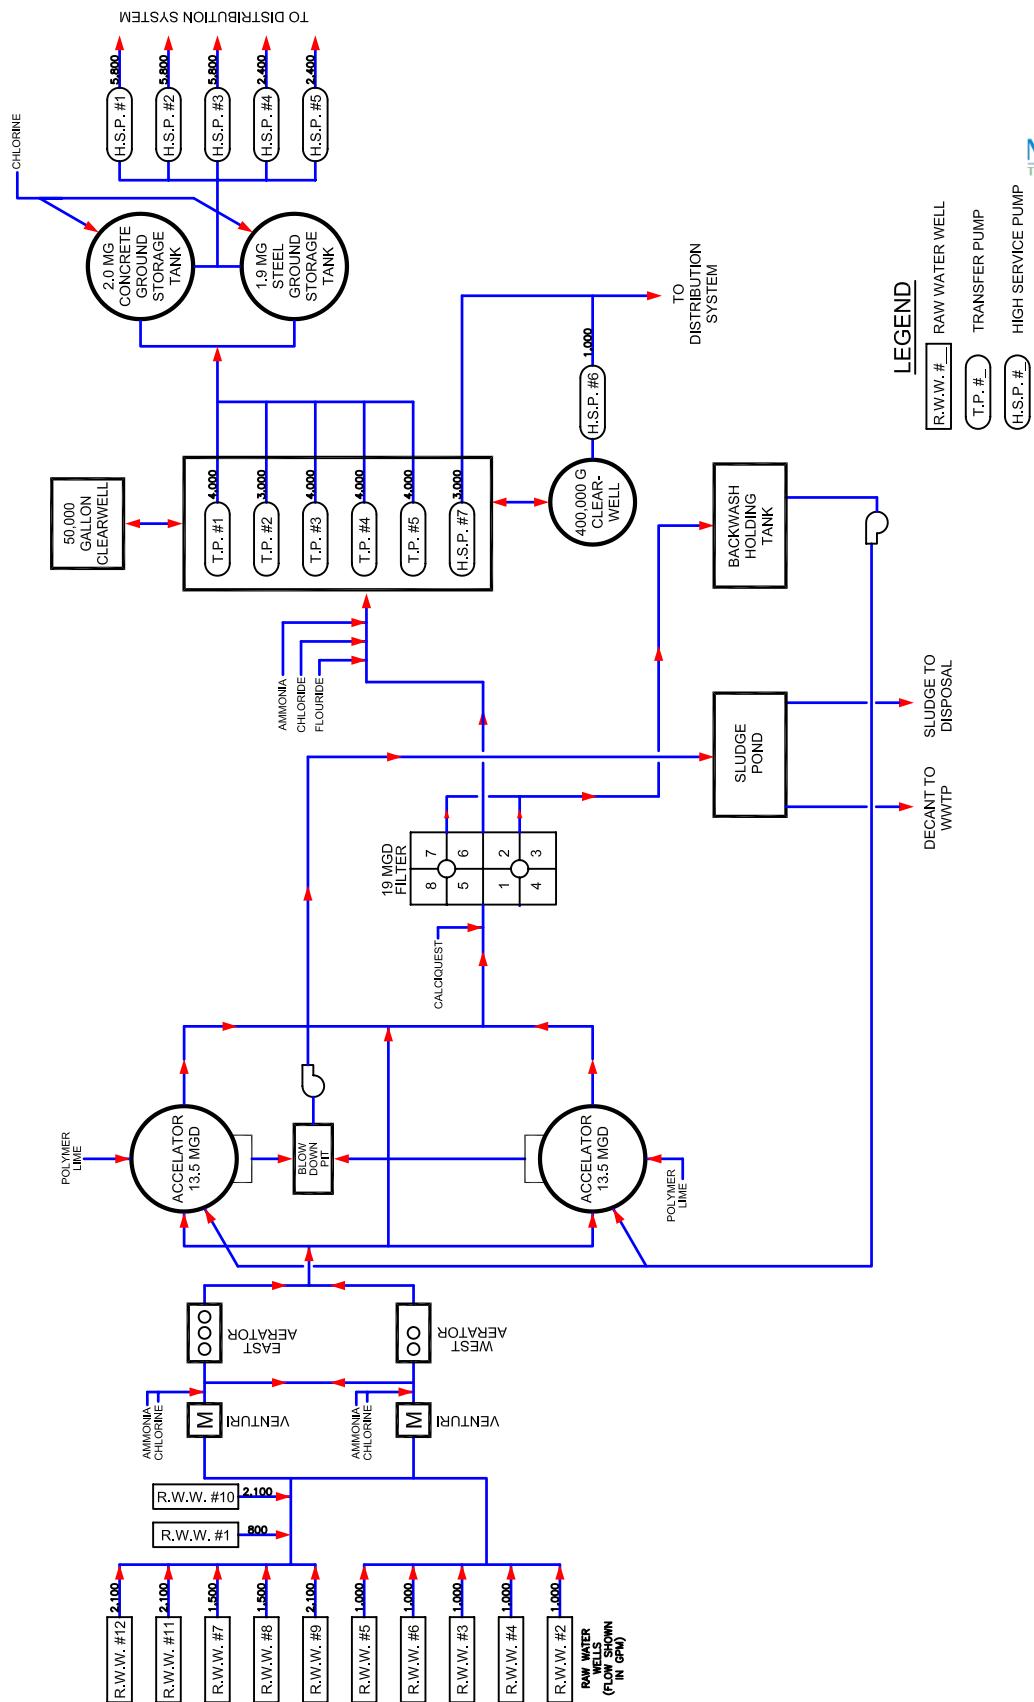 TO DISTRIBUTION SYSTEM
5,800
5,800
5,800
2,400
2,400
H.S.P. #1
H.S.P. #2
H.S.P. #3
H.S.P. #4
H.S.P. #5
CHLORINE
2.0 MG
CONCRETE
GROUND
STORAGE
TANK
1.9 MG
STEEL
GROUND
STORAGE
TANK
TO
DISTRIBUTION
SYSTEM
1,000
H.S.P. #6
400,000 G
CLEAR-
WELL
50,000
GALLON
CLEARWELL
4,000
3,000
4,000
4,000
4,000
3,000
T.P. #1
T.P. #2
T.P. #3
T.P. #4
T.P. #5
H.S.P. #7
AMMONIA
CHLORIDE
FLOURIDE
BACKWASH
HOLDING
TANK
SLUDGE
POND
SLUDGE TO
DISPOSAL
DECANT TO
WWTP
19 MGD
FILTER
8
7
5
6
1
2
4
3
CALCIQUEST
POLYMER
LIME
ACCELATOR
13.5 MGD
BLOW
DOWN
PIT
ACCELATOR
13.5 MGD
POLYMER
LIME
EAST
AERATOR
WEST
AERATOR
AMMONIA
CHLORINE
M
VENTURI
AMMONIA
CHLORINE
M
VENTURI
R.W.W. #10
2,100
R.W.W. #1
800
R.W.W. #12
2,100
R.W.W. #11
2,100
R.W.W. #7
1,500
R.W.W. #8
1,500
R.W.W. #9
2,100
R.W.W. #5
1,000
R.W.W. #6
1,000
R.W.W. #3
1,000
R.W.W. #4
1,000
R.W.W. #2
1,000
RAW WATER
WELLS
(FLOW SHOWN
IN GPM)
LEGEND
R.W.W. #__ RAW WATER WELL
T.P. #_ TRANSFER PUMP
H.S.P. #_ HIGH SERVICE PUMP